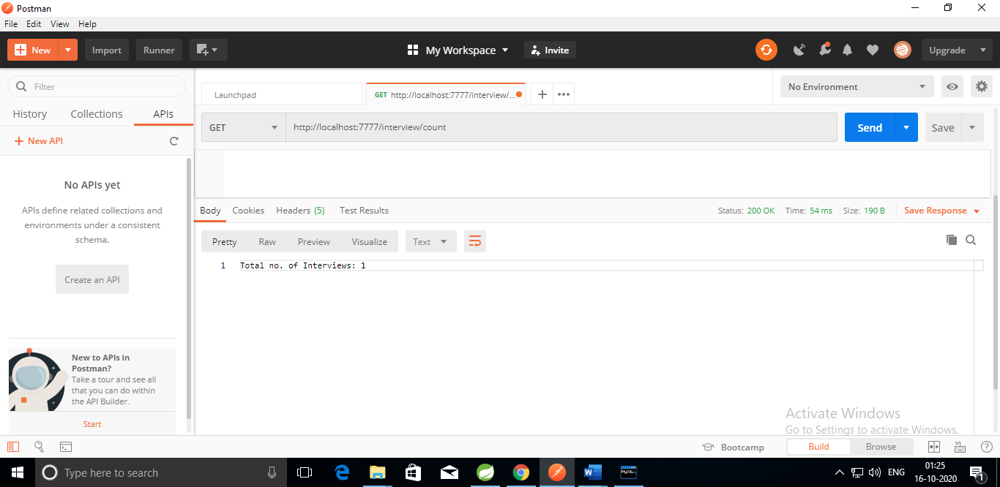 Postman
File Edit View Help
New Import Runner My Workspace Invite Upgrade
Filter
History Collections APIs
New API
No APIs yet
APIs define related collections and
environments under a consistent
schema.
Create an API
New to APIs in
Postman?
Take a tour and see all
that you can do within
the API Builder.
Start
Launchpad
GET http://localhost:7777/interview/...
No Environment
GET http://localhost:7777/interview/count Send Save
Body Cookies Headers (5) Test Results Status: 200 OK Time: 54 ms Size: 190 B Save Response
Pretty Raw Preview Visualize Text
1 Total no. of Interviews: 1
Activate Windows
Go to Settings to activate Windows.
Bootcamp Build Browse
Type here to search
MySQL
ENG
01:25
16-10-2020
1